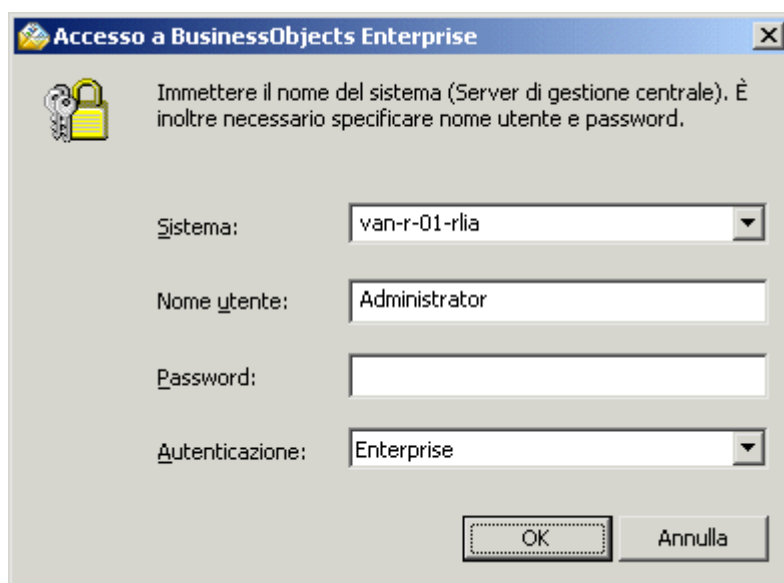 Accesso a BusinessObjects Enterprise
Immettere il nome del sistema (Server di gestione centrale). È
inoltre necessario specificare nome utente e password.
Sistema: van-r-01-rlia
Nome utente: Administrator
Password:
Autenticazione: Enterprise
OK Annulla